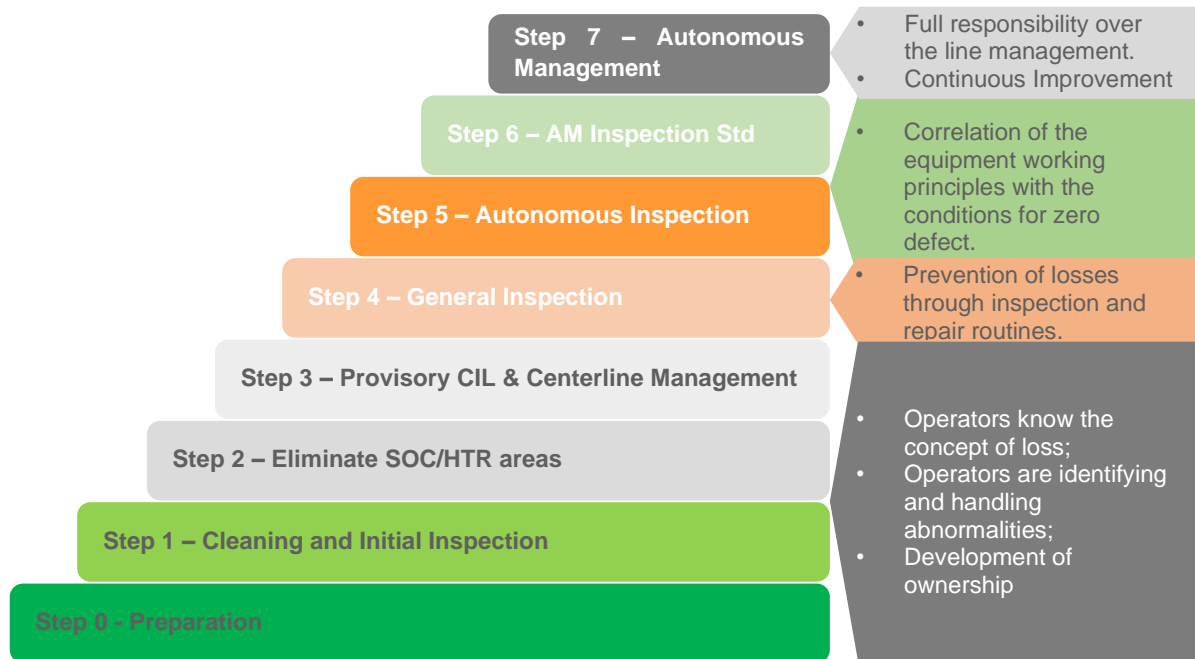 Step 7 – Autonomous
Management
• Full responsibility over
the line management.
• Continuous Improvement
Step 6 – AM Inspection Std
• Correlation of the
equipment working
principles with the
conditions for zero
defect.
Step 5 – Autonomous Inspection
Step 4 – General Inspection
• Prevention of losses
through inspection and
repair routines.
Step 3 – Provisory CIL & Centerline Management
Step 2 – Eliminate SOC/HTR areas
• Operators know the
concept of loss;
• Operators are identifying
and handling
abnormalities;
• Development of
ownership
Step 1 – Cleaning and Initial Inspection
Step 0 - Preparation